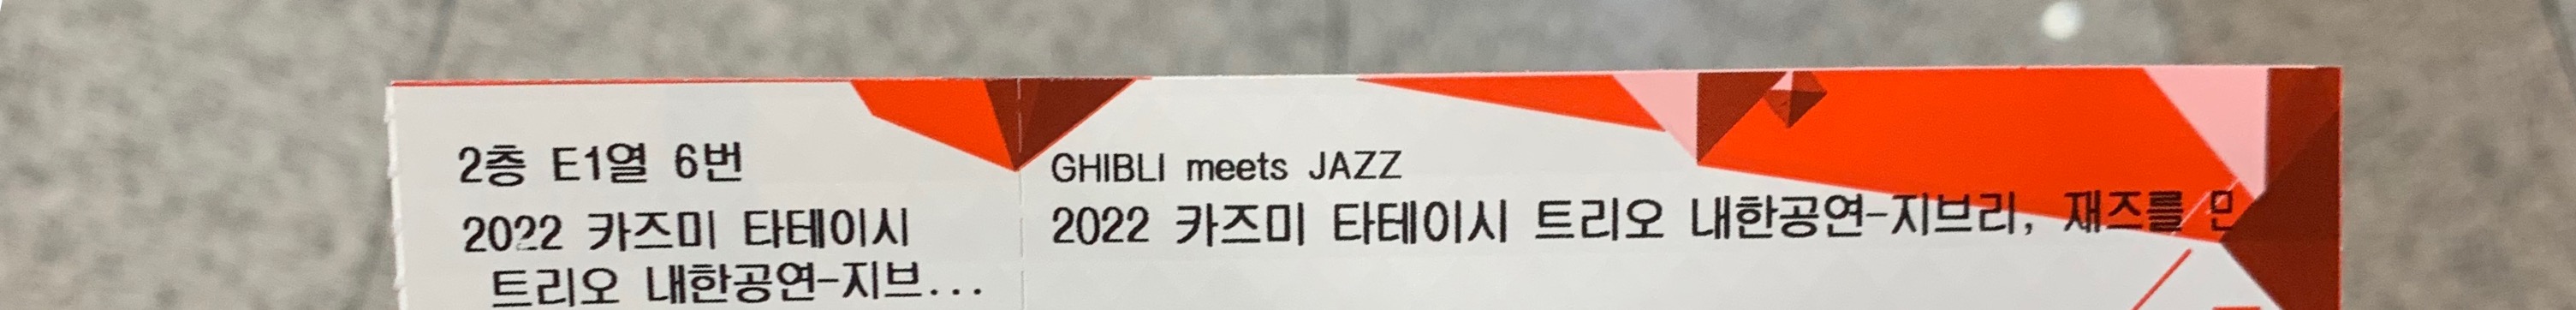 2층 E1열 6번
2022 카즈미 타테이시
트리오 내한공연-지브...
GHIBLI meets JAZZ
2022 카즈미 타테이시 트리오 내한공연-지브리, 재즈를